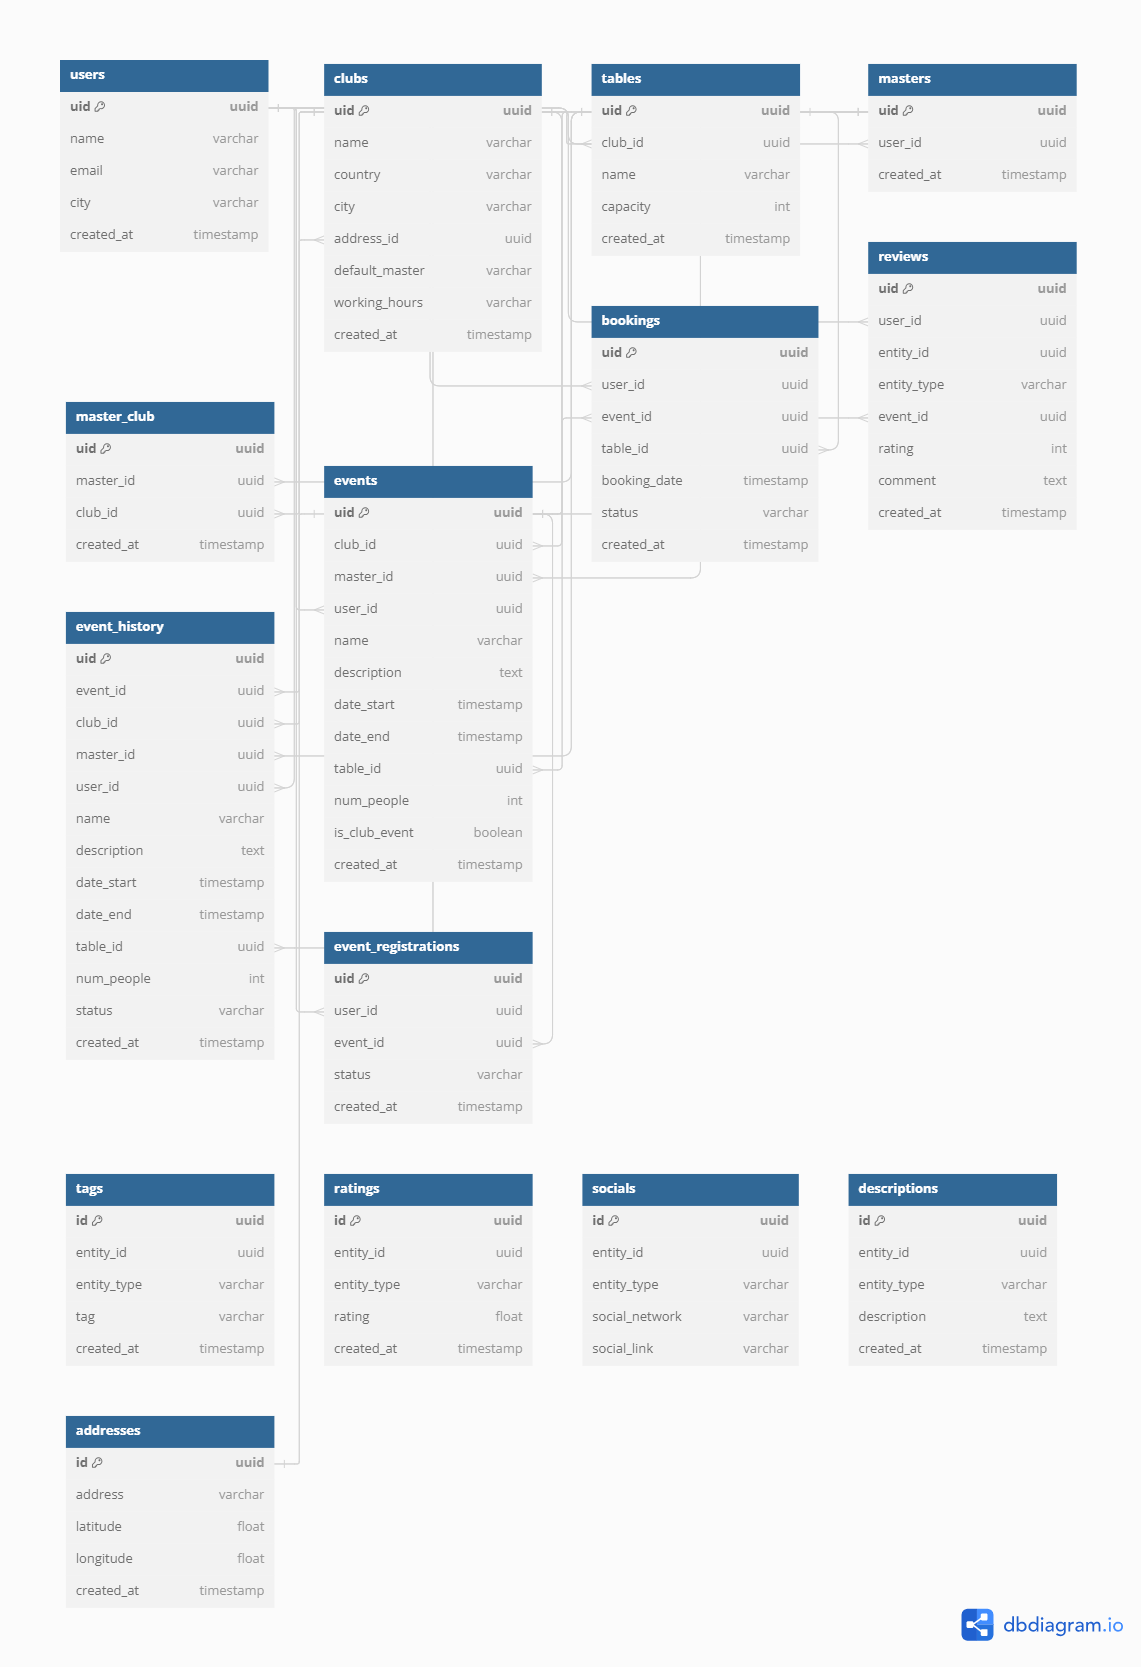 users
uid uuid
name varchar
email varchar
city varchar
created_at timestamp
clubs
uid uuid
name varchar
country varchar
city varchar
address_id uuid
default_master varchar
working_hours varchar
created_at timestamp
tables
uid uuid
club_id uuid
name varchar
capacity int
created_at timestamp
masters
uid uuid
user_id uuid
created_at timestamp
reviews
uid uuid
user_id uuid
entity_id uuid
entity_type varchar
event_id uuid
rating int
comment text
created_at timestamp
bookings
uid uuid
user_id uuid
event_id uuid
table_id uuid
booking_date timestamp
status varchar
created_at timestamp
master_club
uid uuid
master_id uuid
club_id uuid
created_at timestamp
events
uid uuid
club_id uuid
master_id uuid
user_id uuid
name varchar
description text
date_start timestamp
date_end timestamp
table_id uuid
num_people int
is_club_event boolean
created_at timestamp
event_history
uid uuid
event_id uuid
club_id uuid
master_id uuid
user_id uuid
name varchar
description text
date_start timestamp
date_end timestamp
table_id uuid
num_people int
status varchar
created_at timestamp
event_registrations
uid uuid
user_id uuid
event_id uuid
status varchar
created_at timestamp
tags
id uuid
entity_id uuid
entity_type varchar
tag varchar
created_at timestamp
ratings
id uuid
entity_id uuid
entity_type varchar
rating float
created_at timestamp
socials
id uuid
entity_id uuid
entity_type varchar
social_network varchar
social_link varchar
descriptions
id uuid
entity_id uuid
entity_type varchar
description text
created_at timestamp
addresses
id uuid
address varchar
latitude float
longitude float
created_at timestamp
dbdiagram.io